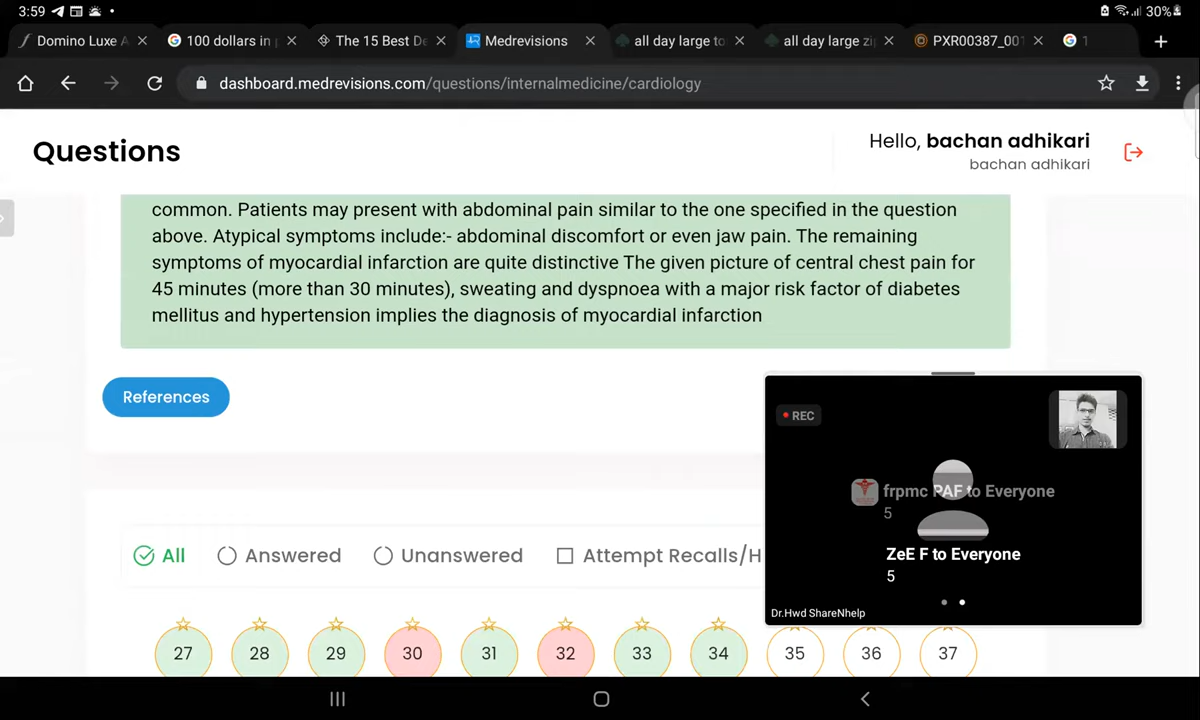 3:59
30%
Domino Luxe A
100 dollars in
The 15 Best De
Medrevisions
all day large to
all day large zi
PXR00387_001
1
dashboard.medrevisions.com/questions/internalmedicine/cardiology
Questions
Hello, bachan adhikari
bachan adhikari
common. Patients may present with abdominal pain similar to the one specified in the question
above. Atypical symptoms include:- abdominal discomfort or even jaw pain. The remaining
symptoms of myocardial infarction are quite distinctive The given picture of central chest pain for
45 minutes (more than 30 minutes), sweating and dyspnoea with a major risk factor of diabetes
mellitus and hypertension implies the diagnosis of myocardial infarction
References
REC
frpmc PAF to Everyone
5
ZeE F to Everyone
5
Dr.Hwd ShareNhelp
All
Answered
Unanswered
Attempt Recalls/H
27 28 29 30 31 32 33 34 35 36 37